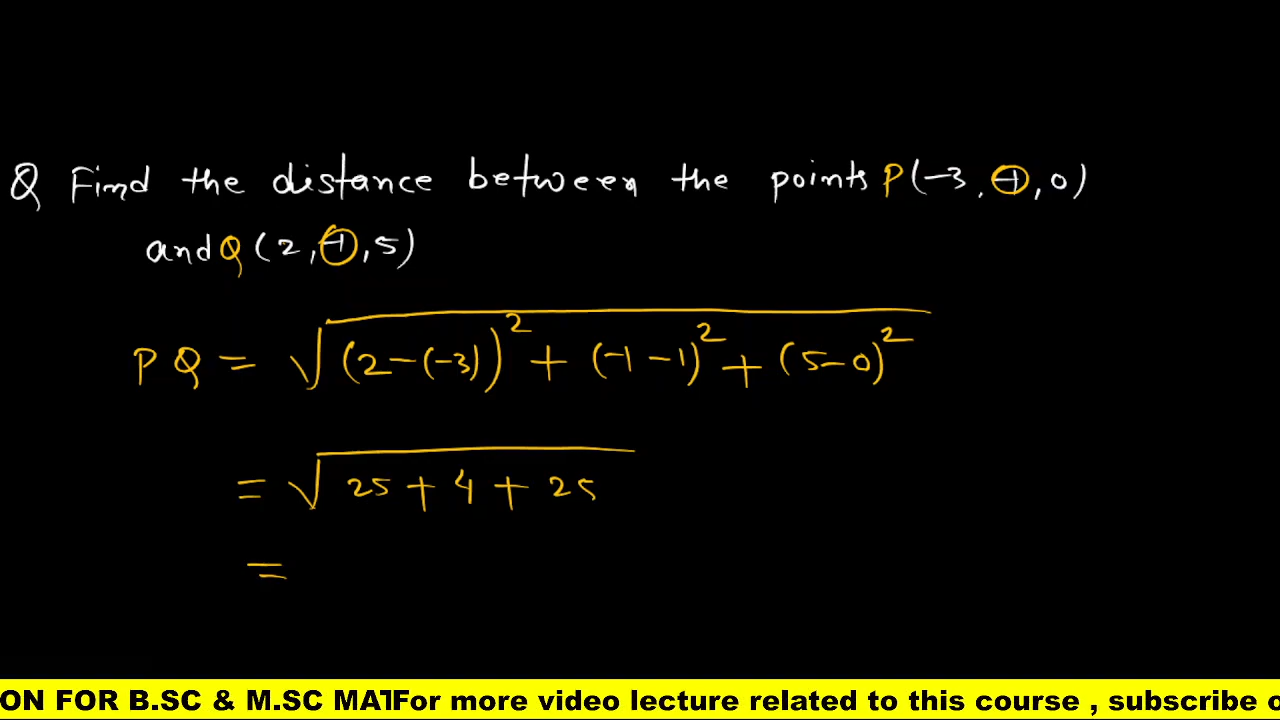 Q Find the distance between the points P(-3, -1, 0)
and Q (2, -1, 5)
PQ = √((2-(-3))² + (-1-1)² + (5-0)²)
= √(25 + 4 + 25)
=
ON FOR B.SC & M.SC MAT For more video lecture related to this course , subscribe o